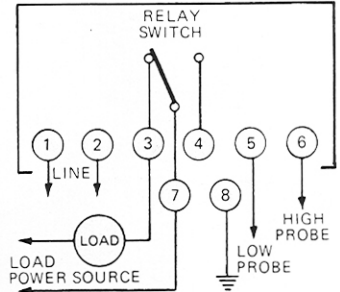 RELAY
SWITCH
1 2 3 4 5 6
LINE
7 8
LOAD
HIGH
PROBE
LOW
PROBE
LOAD
POWER SOURCE